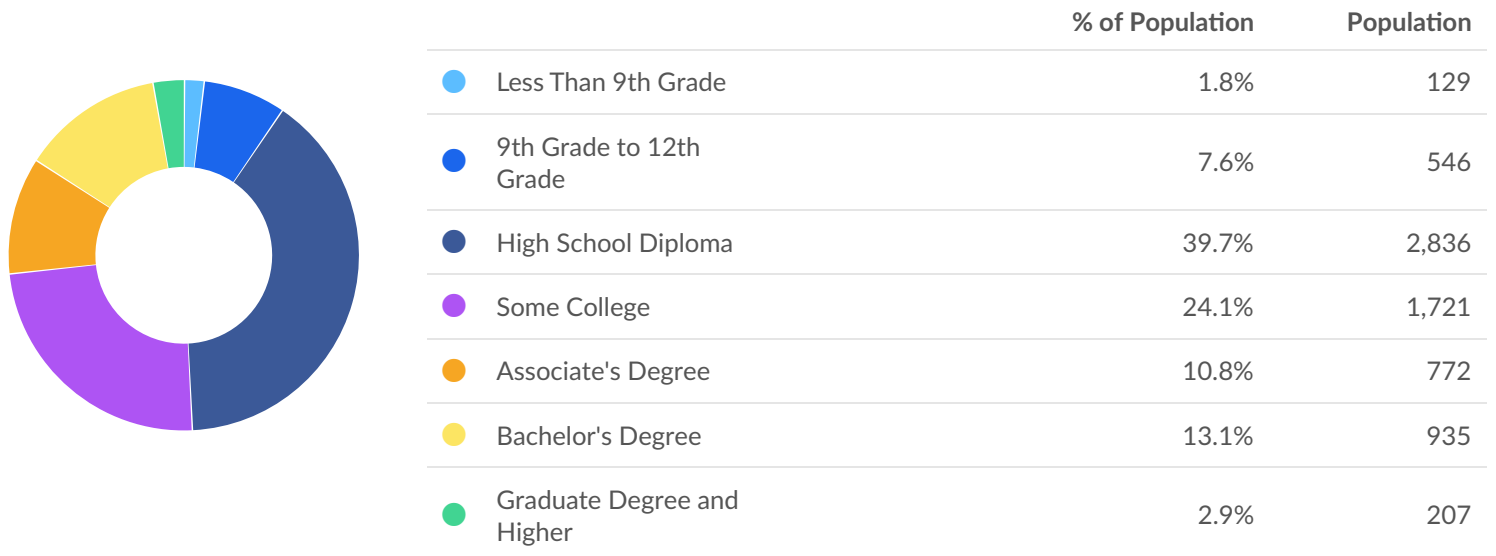 % of Population Population
Less Than 9th Grade 1.8% 129
9th Grade to 12th
Grade 7.6% 546
High School Diploma 39.7% 2,836
Some College 24.1% 1,721
Associate's Degree 10.8% 772
Bachelor's Degree 13.1% 935
Graduate Degree and
Higher 2.9% 207